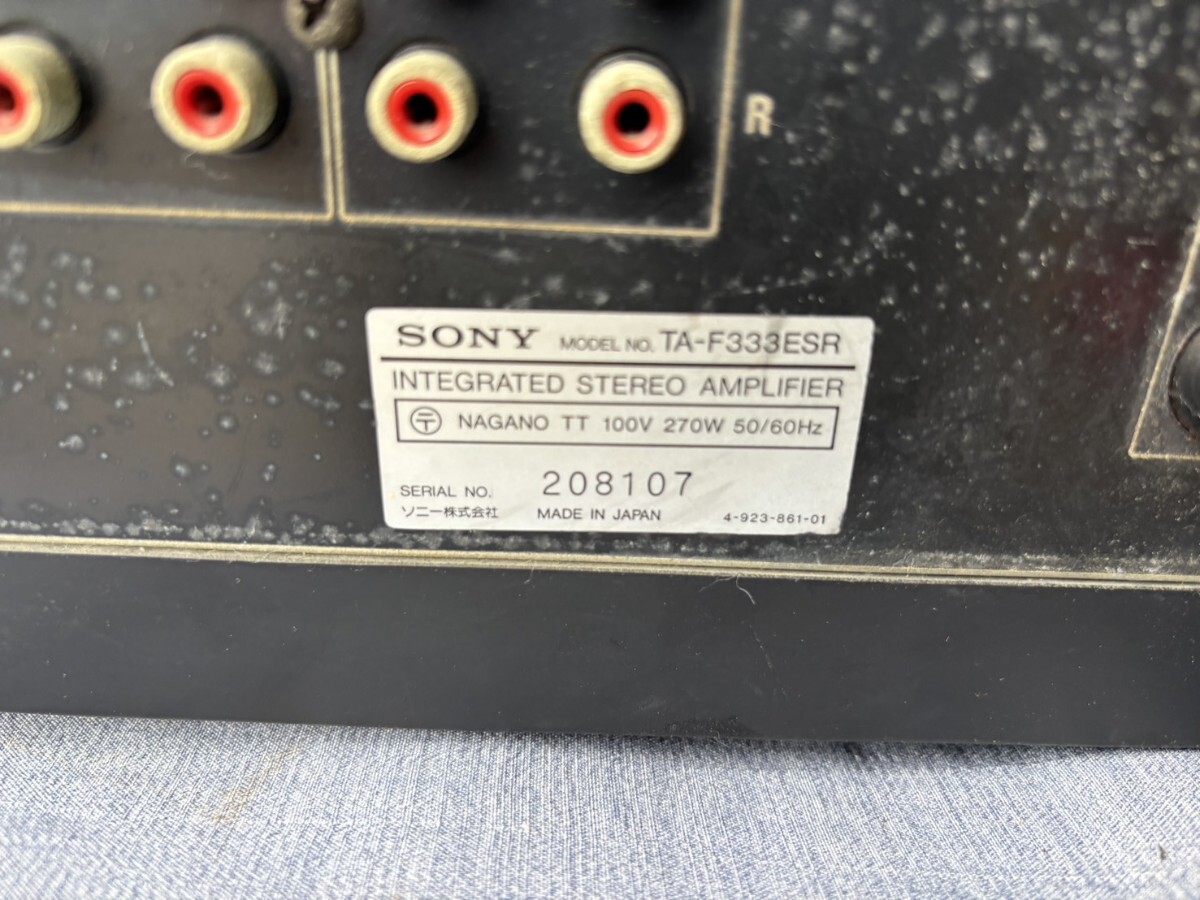 R
SONY MODEL NO. TA-F333ESR
INTEGRATED STEREO AMPLIFIER
〒 NAGANO TT 100V 270W 50/60Hz
SERIAL NO. 208107
ソニー株式会社 MADE IN JAPAN 4-923-861-01